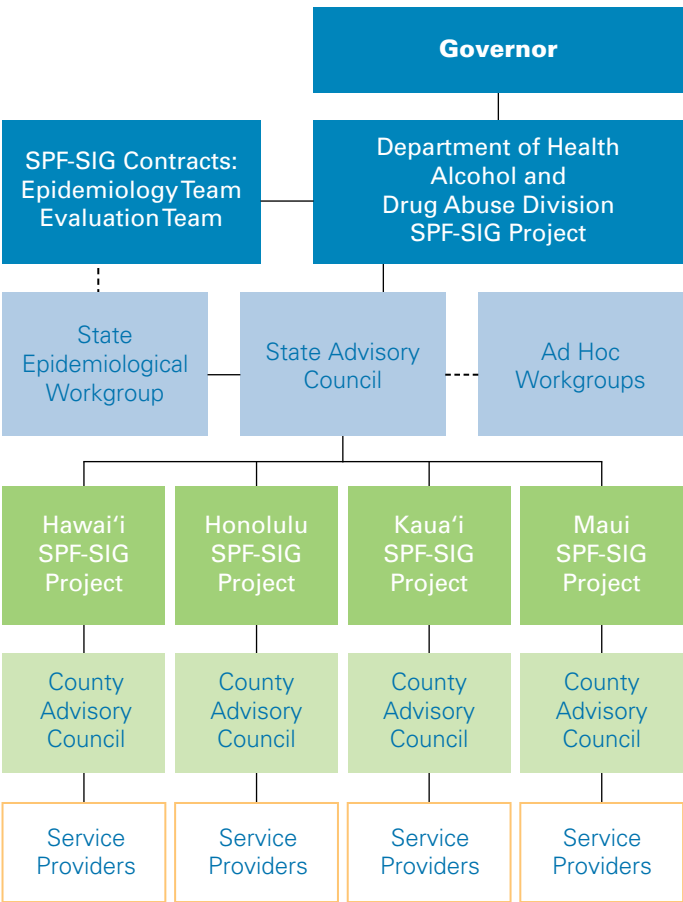 Governor
SPF-SIG Contracts:
Epidemiology Team
Evaluation Team
Department of Health
Alcohol and
Drug Abuse Division
SPF-SIG Project
State
Epidemiological
Workgroup
State Advisory
Council
Ad Hoc
Workgroups
Hawai‘i
SPF-SIG
Project
Honolulu
SPF-SIG
Project
Kaua‘i
SPF-SIG
Project
Maui
SPF-SIG
Project
County
Advisory
Council
County
Advisory
Council
County
Advisory
Council
County
Advisory
Council
Service
Providers
Service
Providers
Service
Providers
Service
Providers